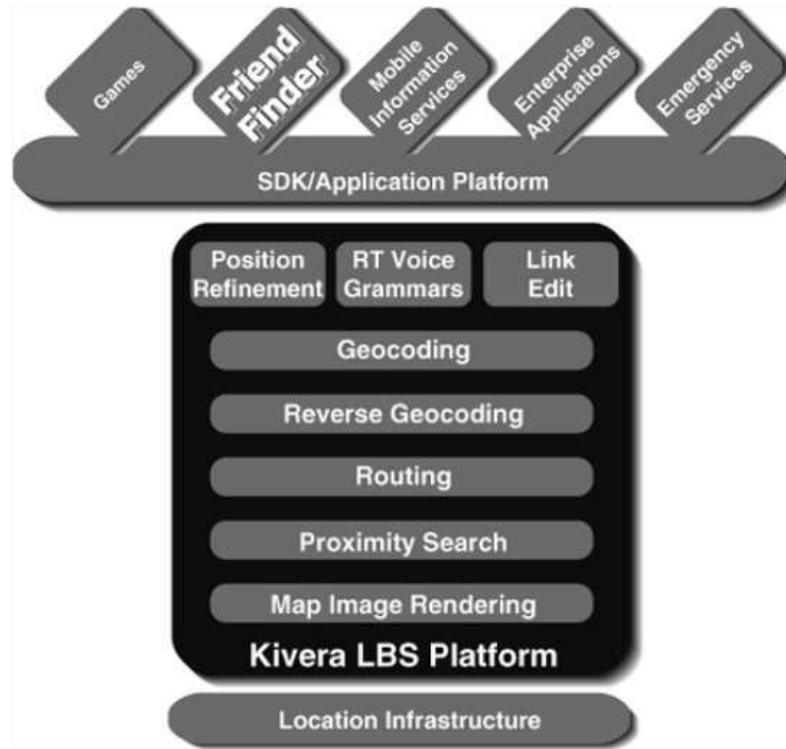 Games
Friend
Finder
Mobile
Information
Services
Enterprise
Applications
Emergency
Services
SDK/Application Platform
Position
Refinement
RT Voice
Grammars
Link
Edit
Geocoding
Reverse Geocoding
Routing
Proximity Search
Map Image Rendering
Kivera LBS Platform
Location Infrastructure